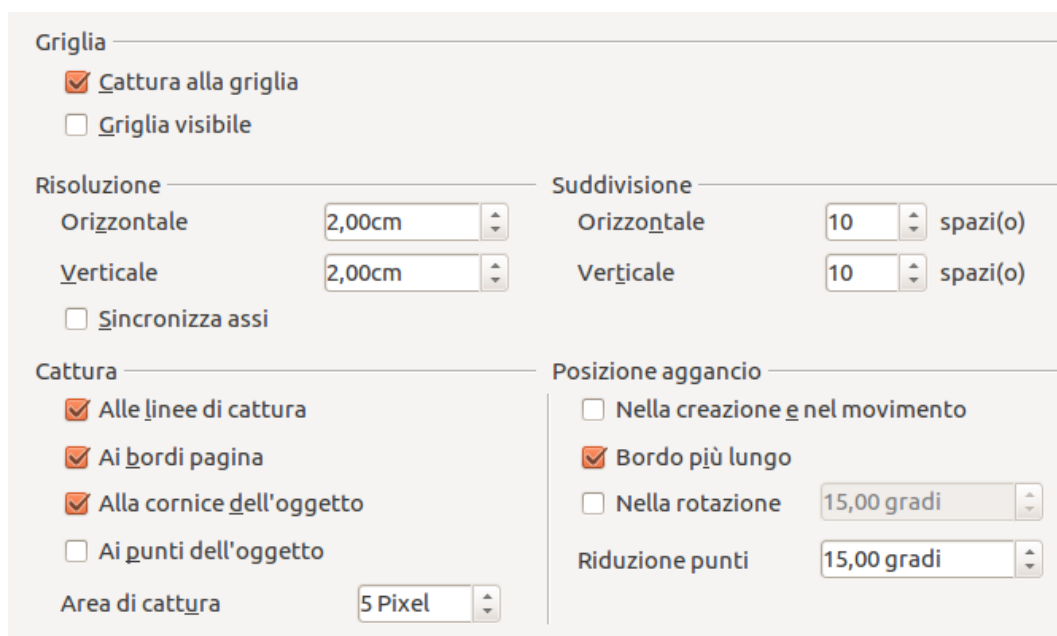 Griglia
Cattura alla griglia
Griglia visibile
Risoluzione
Orizzontale 2,00cm
Verticale 2,00cm
Sincronizza assi
Suddivisione
Orizzontale 10 spazi(o)
Verticale 10 spazi(o)
Cattura
Alle linee di cattura
Ai bordi pagina
Alla cornice dell'oggetto
Ai punti dell'oggetto
Area di cattura 5 Pixel
Posizione aggancio
Nella creazione e nel movimento
Bordo più lungo
Nella rotazione 15,00 gradi
Riduzione punti 15,00 gradi